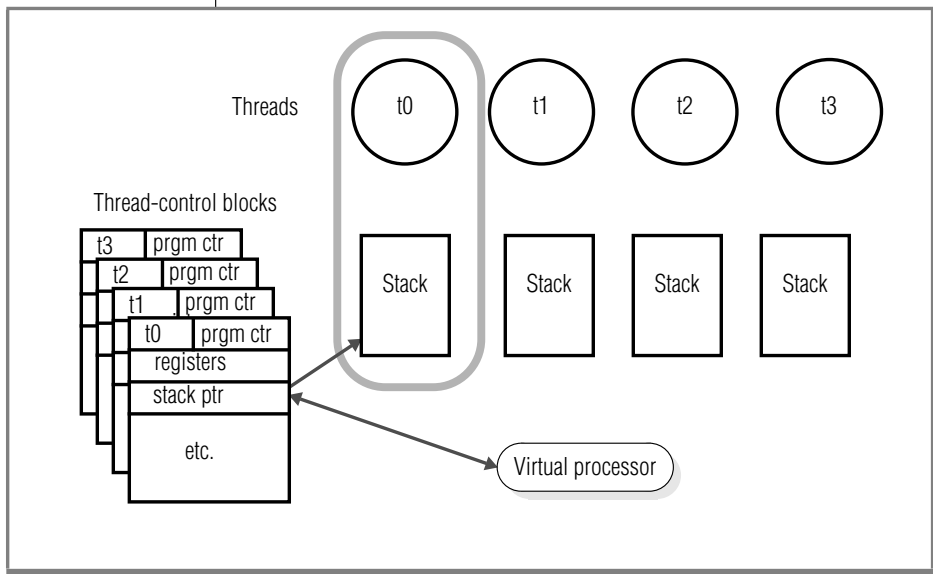 Threads
t0
t1
t2
t3
Thread-control blocks
t3 prgm ctr
t2 prgm ctr
t1 prgm ctr
t0 prgm ctr
registers
stack ptr
etc.
Stack
Stack
Stack
Stack
Virtual processor